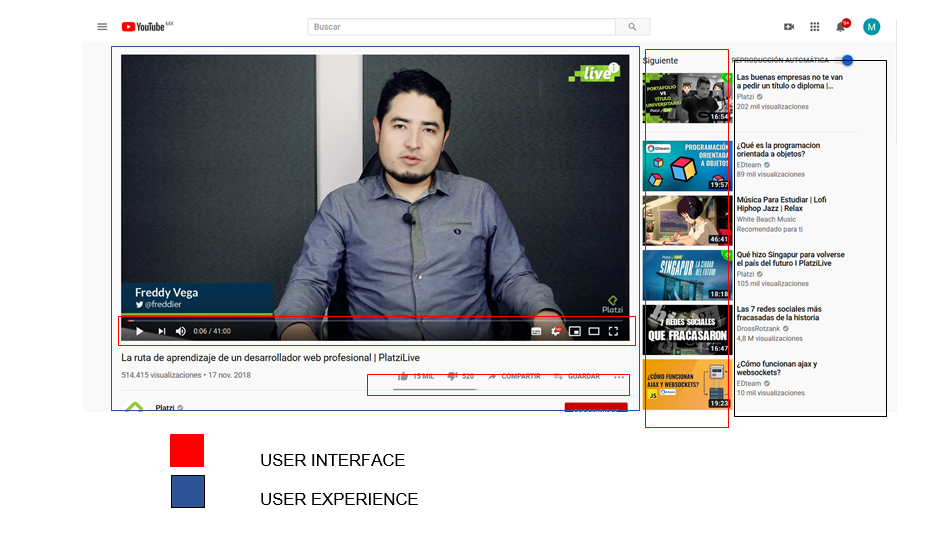 YouTube MX
Buscar
9+
M
live
Freddy Vega
@freddier
Platzi
0:06 / 41:00
La ruta de aprendizaje de un desarrollador web profesional | PlatziLive
514.415 visualizaciones • 17 nov. 2018
15 MIL
520
COMPARTIR
GUARDAR
Platzi
Siguiente
REPRODUCCIÓN AUTOMÁTICA
PORTAFOLIO
VS
TÍTULO
UNIVERSITARIO
16:54
Las buenas empresas no te van
a pedir un título o diploma |...
Platzi
202 mil visualizaciones
EDteam
PROGRAMACIÓN
ORIENTADA
A OBJETOS
19:57
¿Qué es la programacion
orientada a objetos?
EDteam
89 mil visualizaciones
46:41
Música Para Estudiar | Lofi
Hiphop Jazz | Relax
White Beach Music
Recomendado para ti
SINGAPUR LA CIUDAD
DEL FUTURO
18:18
Qué hizo Singapur para volverse
el país del futuro I PlatziLive
Platzi
105 mil visualizaciones
7 REDES SOCIALES
QUE FRACASARON
16:47
Las 7 redes sociales más
fracasadas de la historia
DrossRotzank
4,8 M visualizaciones
¿CÓMO FUNCIONAN
AJAX Y WEBSOCKETS?
JS
EDteam
19:23
¿Cómo funcionan ajax y
websockets?
EDteam
10 mil visualizaciones
USER INTERFACE
USER EXPERIENCE